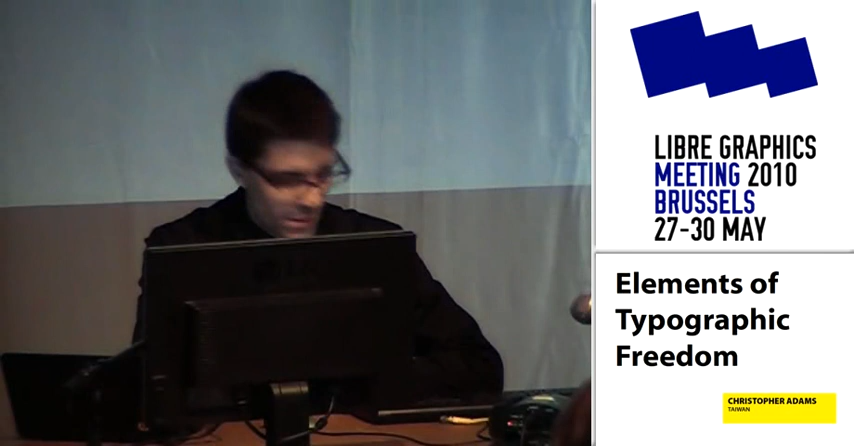 LIBRE GRAPHICS
MEETING 2010
BRUSSELS
27-30 MAY
Elements of
Typographic
Freedom
CHRISTOPHER ADAMS
TAIWAN